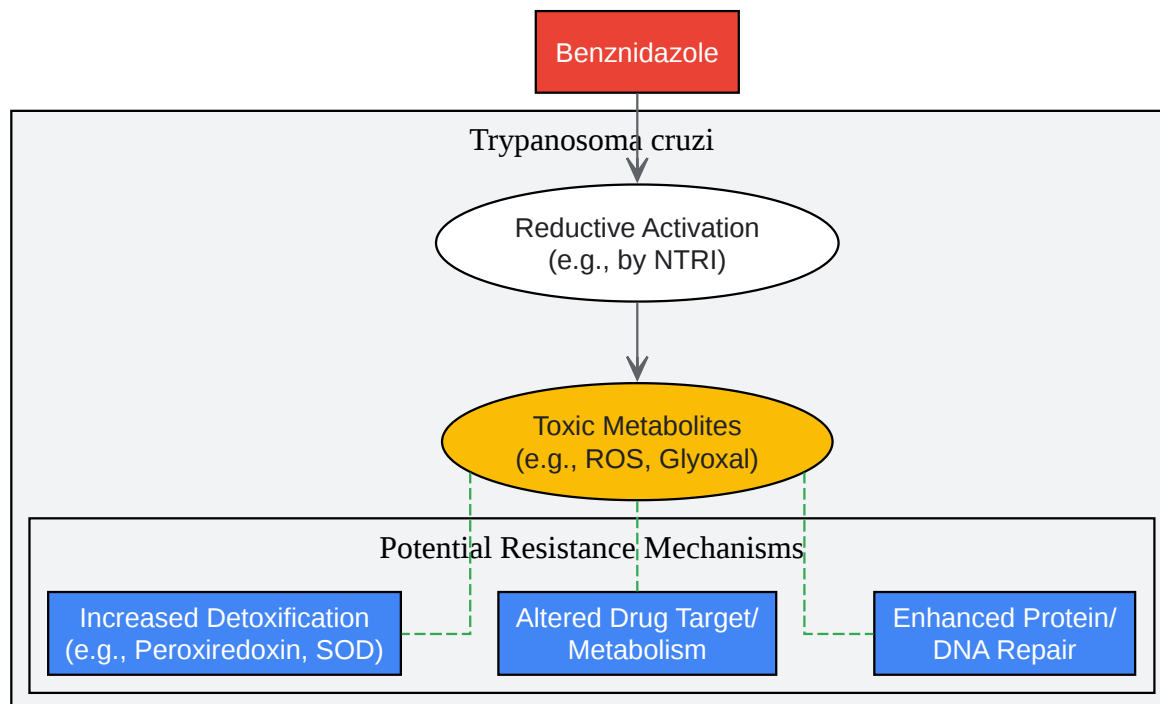 Benznidazole
Trypanosoma cruzi
Reductive Activation
(e.g., by NTRI)
Toxic Metabolites
(e.g., ROS, Glyoxal)
Potential Resistance Mechanisms
Increased Detoxification
(e.g., Peroxiredoxin, SOD)
Altered Drug Target/
Metabolism
Enhanced Protein/
DNA Repair